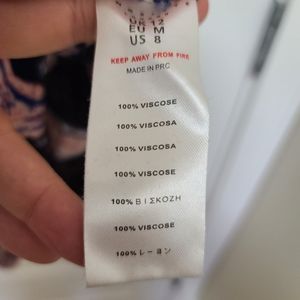 UK 12
EU M
US 8
KEEP AWAY FROM FIRE
MADE IN PRC
100% VISCOSE
100% VISCOSA
100% VISCOSA
100% VISCOSE
100% ΒΙΣΚΟΖΗ
100% VISCOSE
100% レーヨン